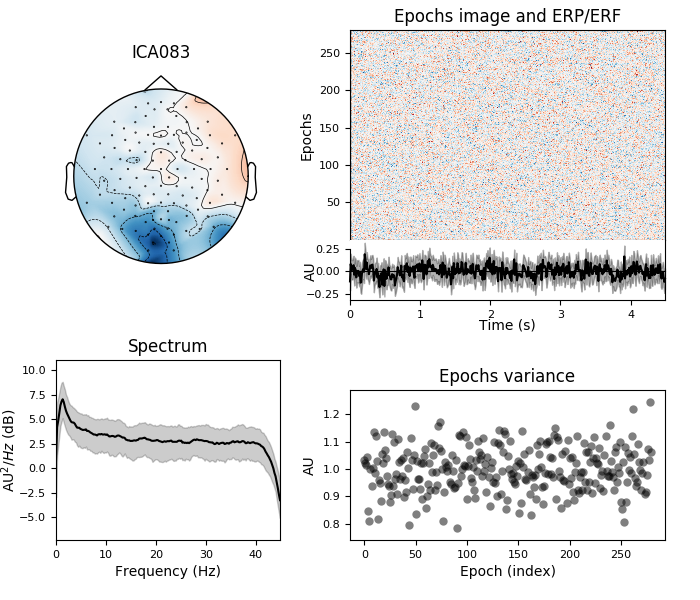 ICA083
Epochs image and ERP/ERF
Epochs
250
200
150
100
50
AU
0.25
0.00
−0.25
0 1 2 3 4
Time (s)
Spectrum
AU²/Hz (dB)
10.0
7.5
5.0
2.5
0.0
−2.5
−5.0
0 10 20 30 40
Frequency (Hz)
Epochs variance
AU
1.2
1.1
1.0
0.9
0.8
0 50 100 150 200 250
Epoch (index)